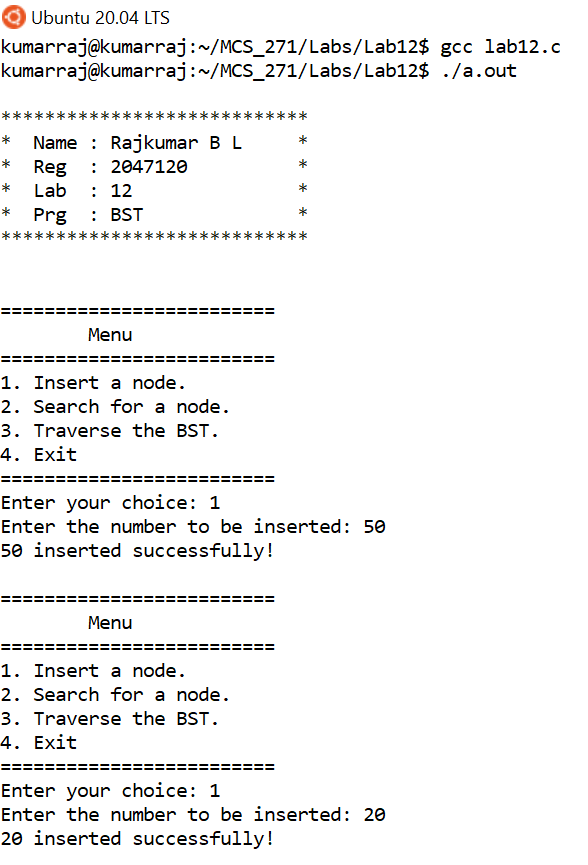 Ubuntu 20.04 LTS
kumarraj@kumarraj:~/MCS_271/Labs/Lab12$ gcc lab12.c
kumarraj@kumarraj:~/MCS_271/Labs/Lab12$ ./a.out

****************************
*  Name : Rajkumar B L     *
*  Reg  : 2047120          *
*  Lab  : 12               *
*  Prg  : BST              *
****************************


=========================
        Menu
=========================
1. Insert a node.
2. Search for a node.
3. Traverse the BST.
4. Exit
=========================
Enter your choice: 1
Enter the number to be inserted: 50
50 inserted successfully!

=========================
        Menu
=========================
1. Insert a node.
2. Search for a node.
3. Traverse the BST.
4. Exit
=========================
Enter your choice: 1
Enter the number to be inserted: 20
20 inserted successfully!